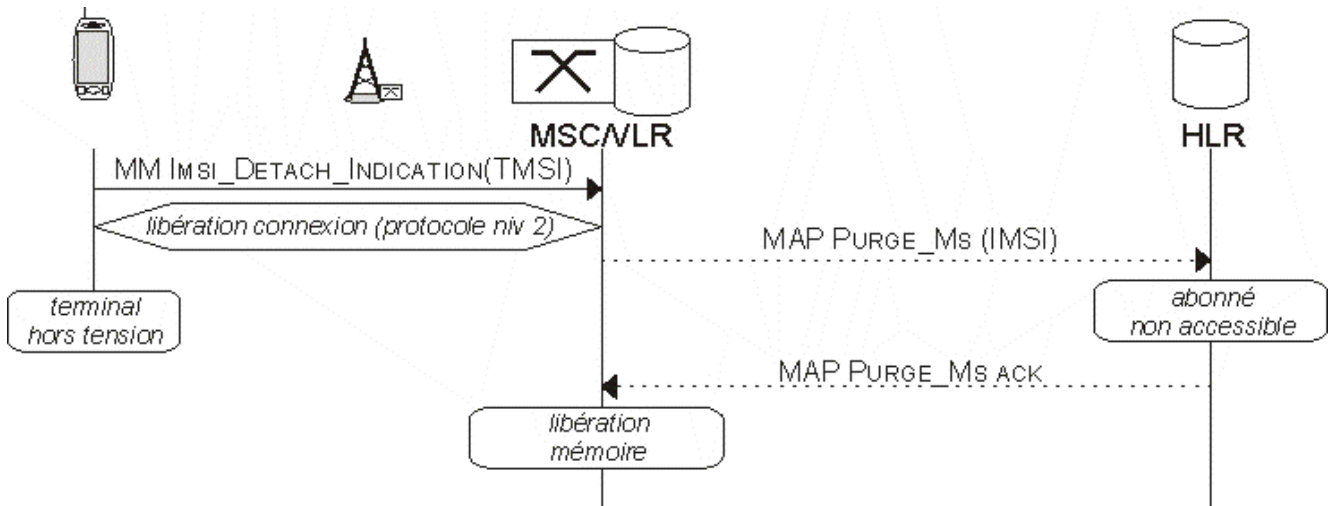 MSC/VLR
HLR
MM IMSI_DETACH_INDICATION(TMSI)
libération connexion (protocole niv 2)
MAP PURGE_MS (IMSI)
terminal
hors tension
abonné
non accessible
MAP PURGE_MS ACK
libération
mémoire